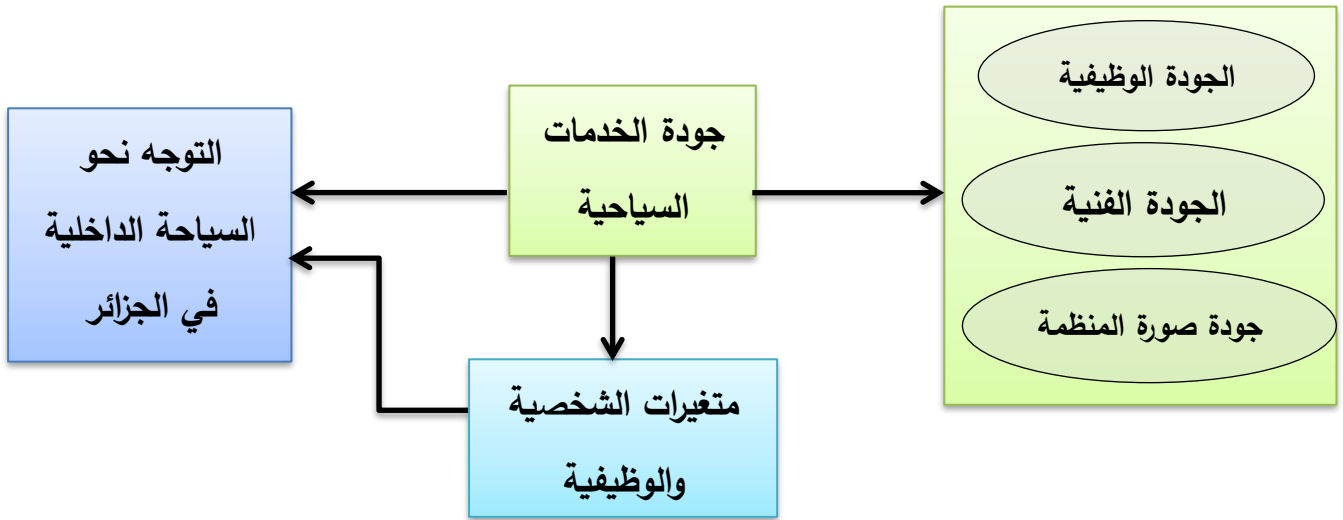 الجودة الوظيفية
الجودة الفنية
جودة صورة المنظمة
جودة الخدمات
السياحية
التوجه نحو
السياحة الداخلية
في الجزائر
متغيرات الشخصية
والوظيفية